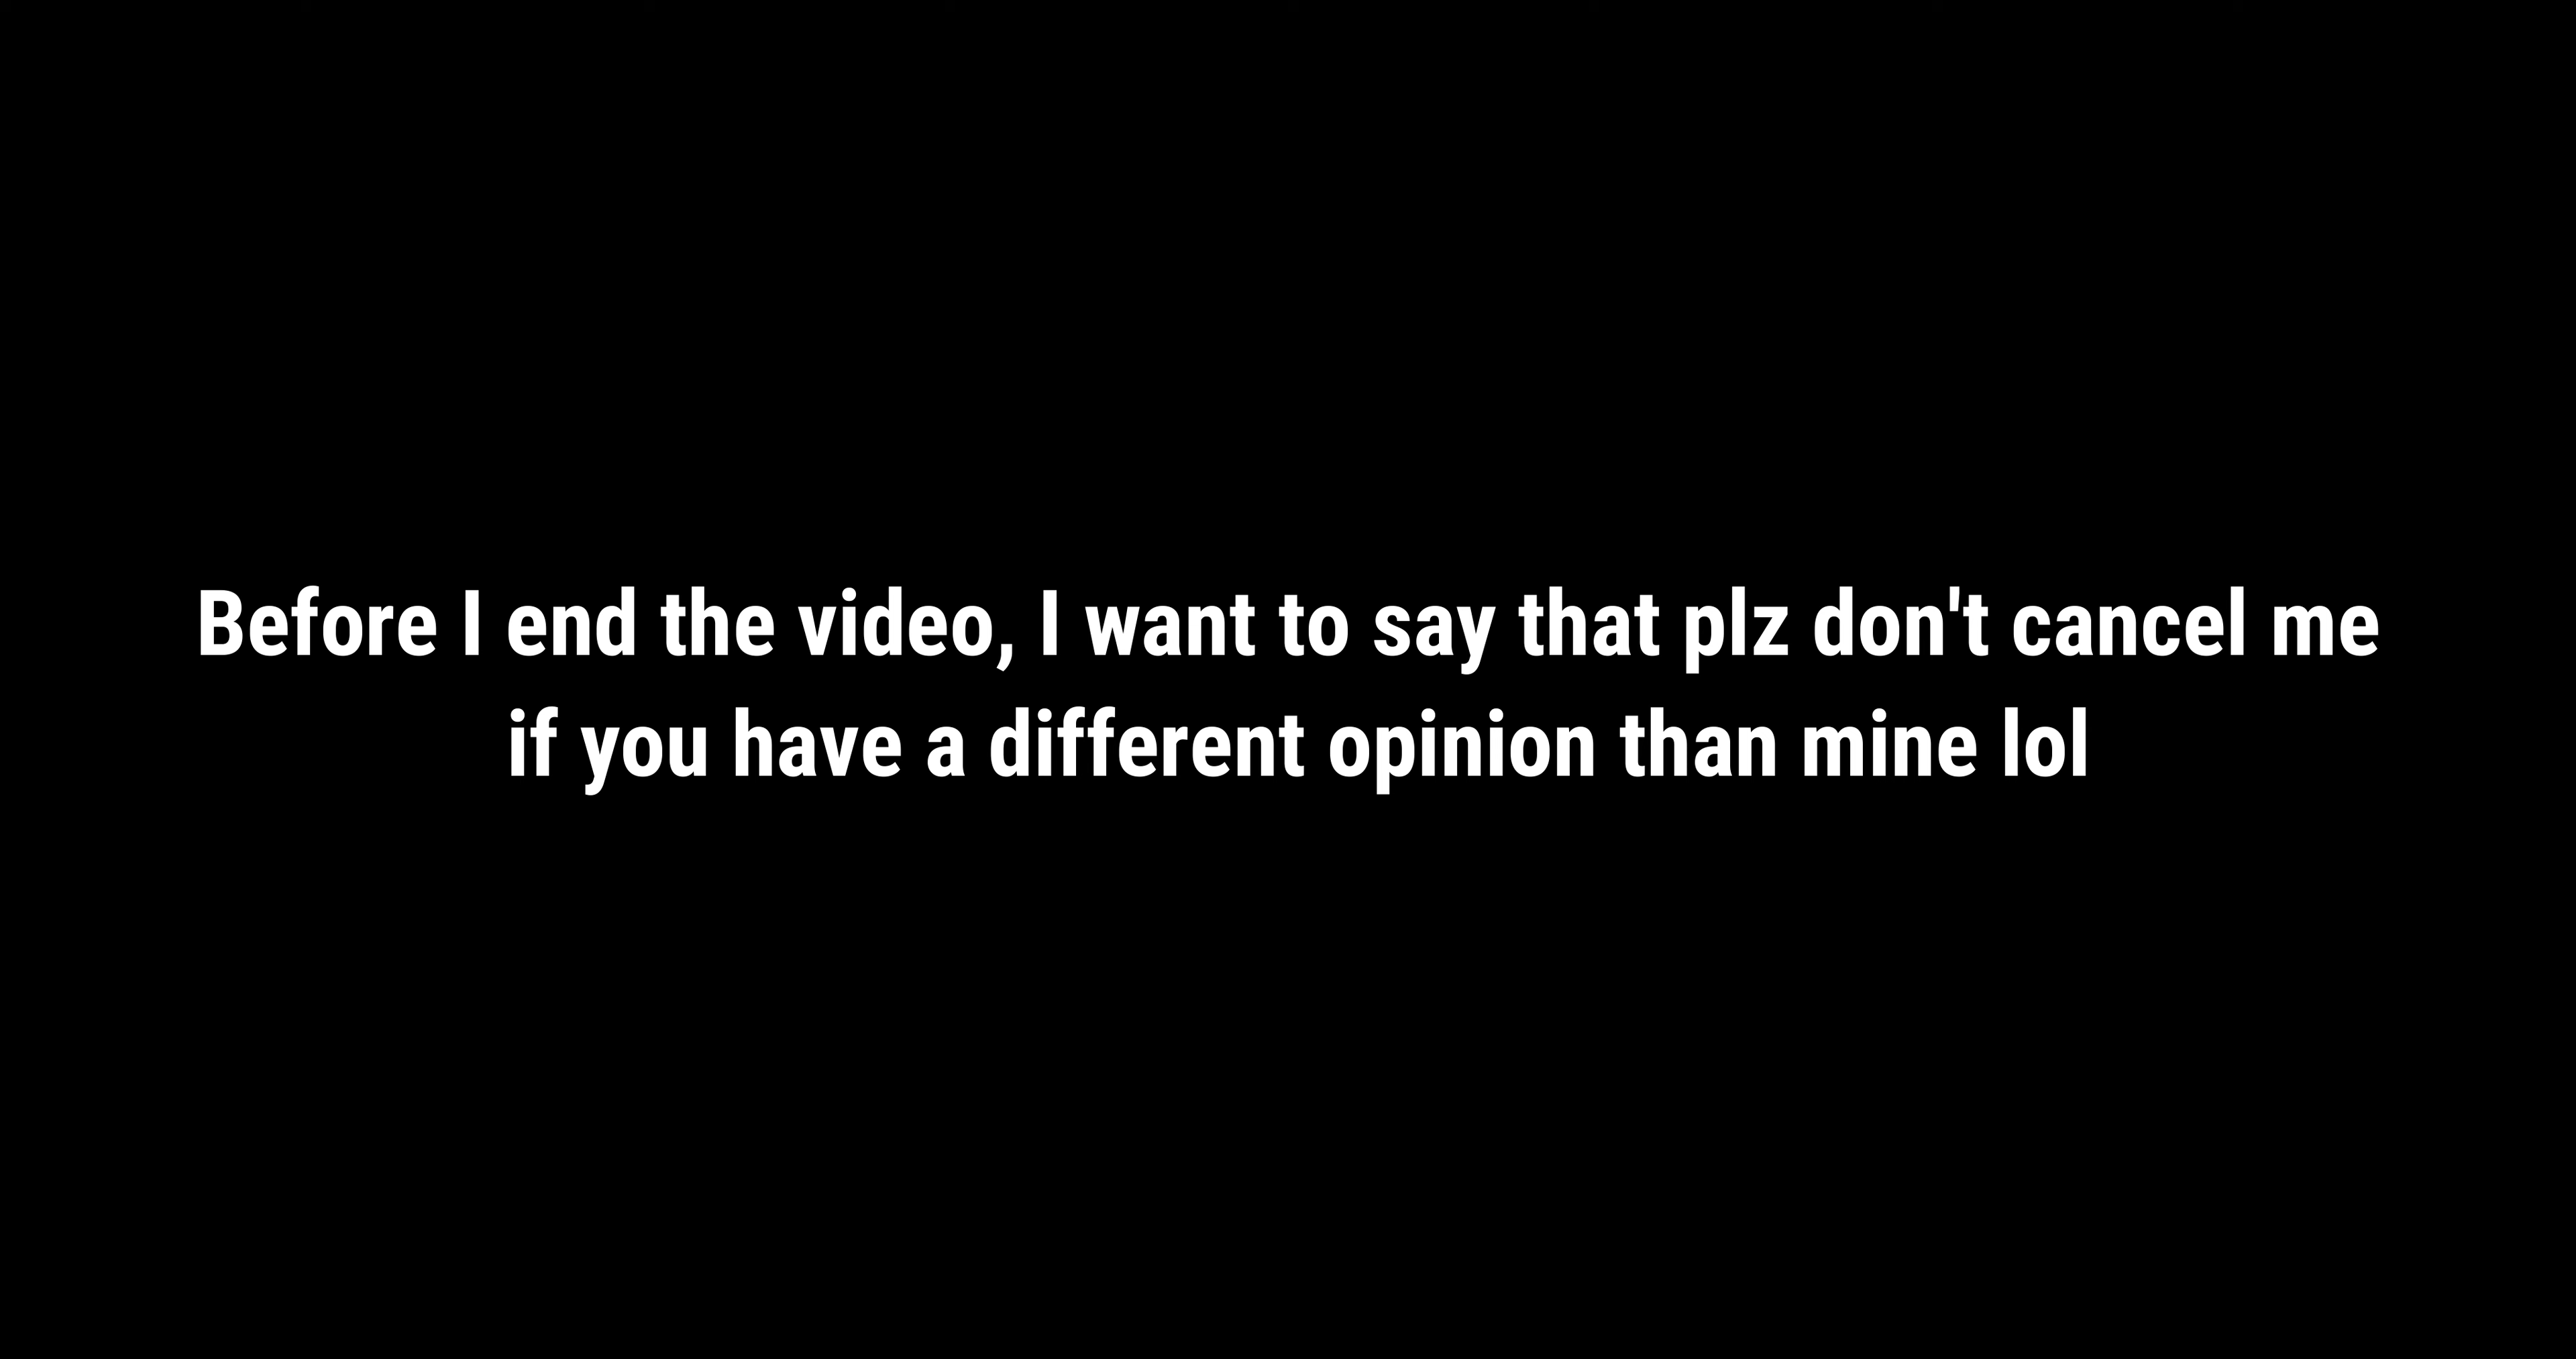 Before I end the video, I want to say that plz don't cancel me
if you have a different opinion than mine lol